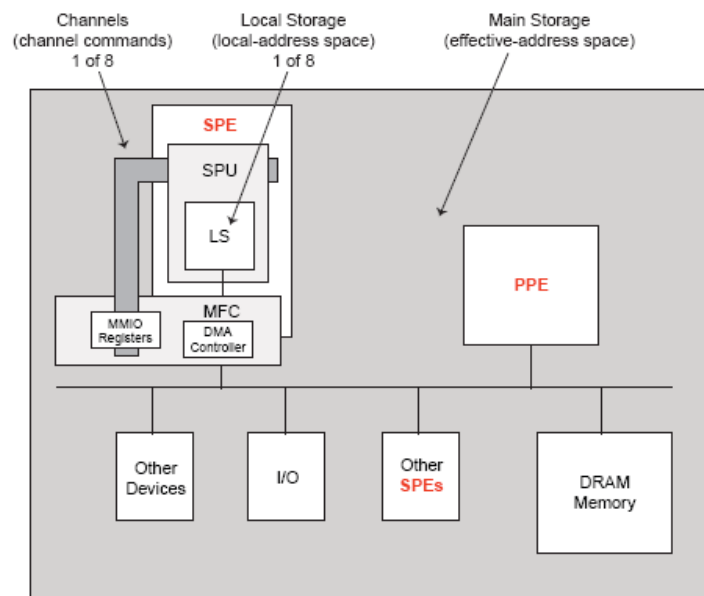 Channels
(channel commands)
1 of 8
Local Storage
(local-address space)
1 of 8
Main Storage
(effective-address space)
SPE
SPU
LS
MFC
MMIO
Registers
DMA
Controller
PPE
Other
Devices
I/O
Other
SPEs
DRAM
Memory